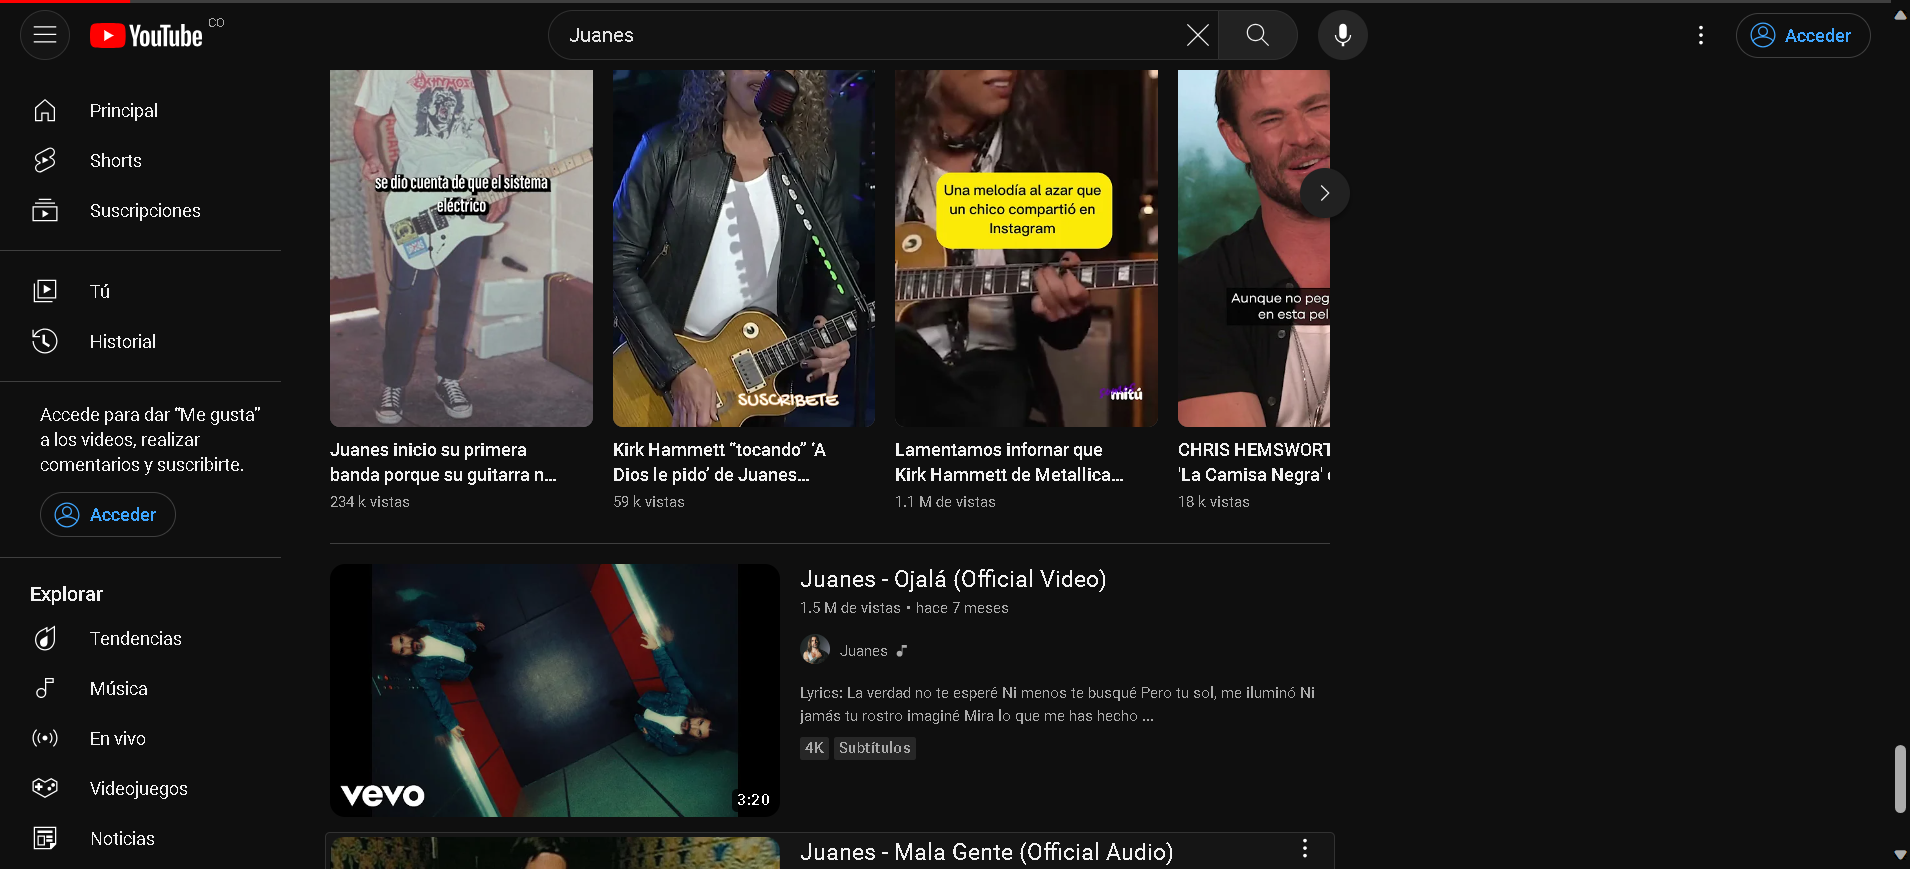 YouTube CO
Juanes
Acceder
Principal
Shorts
Suscripciones
Tú
Historial
Accede para dar “Me gusta”
a los videos, realizar
comentarios y suscribirte.
Acceder
Explorar
Tendencias
Música
En vivo
Videojuegos
Noticias
se dió cuenta de que el sistema
eléctrico
SUSCRIBETE
Una melodía al azar que
un chico compartió en
Instagram
mitú
Aunque no peg
en esta pel
Juanes inicio su primera
banda porque su guitarra n...
234 k vistas
Kirk Hammett “tocando” ‘A
Dios le pido’ de Juanes...
59 k vistas
Lamentamos infornar que
Kirk Hammett de Metallica...
1.1 M de vistas
CHRIS HEMSWORT
'La Camisa Negra'
18 k vistas
vevo
3:20
Juanes - Ojalá (Official Video)
1.5 M de vistas • hace 7 meses
Juanes
Lyrics: La verdad no te esperé Ni menos te busqué Pero tu sol, me iluminó Ni
jamás tu rostro imaginé Mira lo que me has hecho ...
4K Subtítulos
Juanes - Mala Gente (Official Audio)